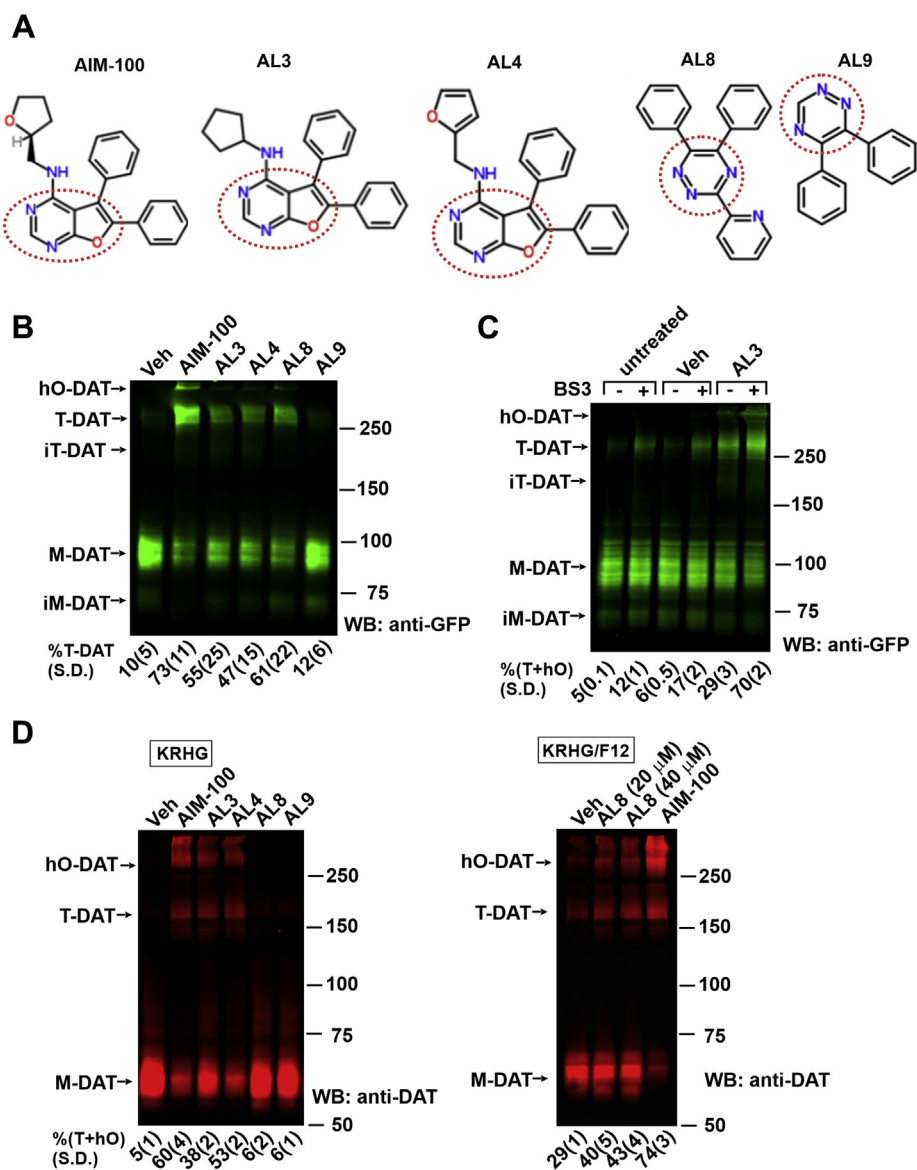 A
AIM-100
AL3
AL4
AL8
AL9
O
H
NH
N
N
O
NH
N
N
O
O
NH
N
N
O
N
N
N
N
N
N
N
B
Veh
AIM-100
AL3
AL4
AL8
AL9
hO-DAT
T-DAT
iT-DAT
M-DAT
iM-DAT
250
150
100
75
WB: anti-GFP
%T-DAT
(S.D.)
10(5)
73(11)
55(25)
47(15)
61(22)
12(6)
C
untreated
Veh
AL3
BS3 - + - + - +
hO-DAT
T-DAT
iT-DAT
M-DAT
iM-DAT
250
150
100
75
WB: anti-GFP
%(T+hO)
(S.D.)
5(0.1)
12(1)
6(0.5)
17(2)
29(3)
70(2)
D
KRHG
Veh
AIM-100
AL3
AL4
AL8
AL9
hO-DAT
T-DAT
M-DAT
250
150
100
75
50
WB: anti-DAT
%(T+hO)
(S.D.)
5(1)
60(4)
38(2)
53(2)
6(2)
6(1)
KRHG/F12
Veh
AL8 (20 µM)
AL8 (40 µM)
AIM-100
hO-DAT
T-DAT
M-DAT
250
150
100
75
50
WB: anti-DAT
29(1)
40(5)
43(4)
74(3)